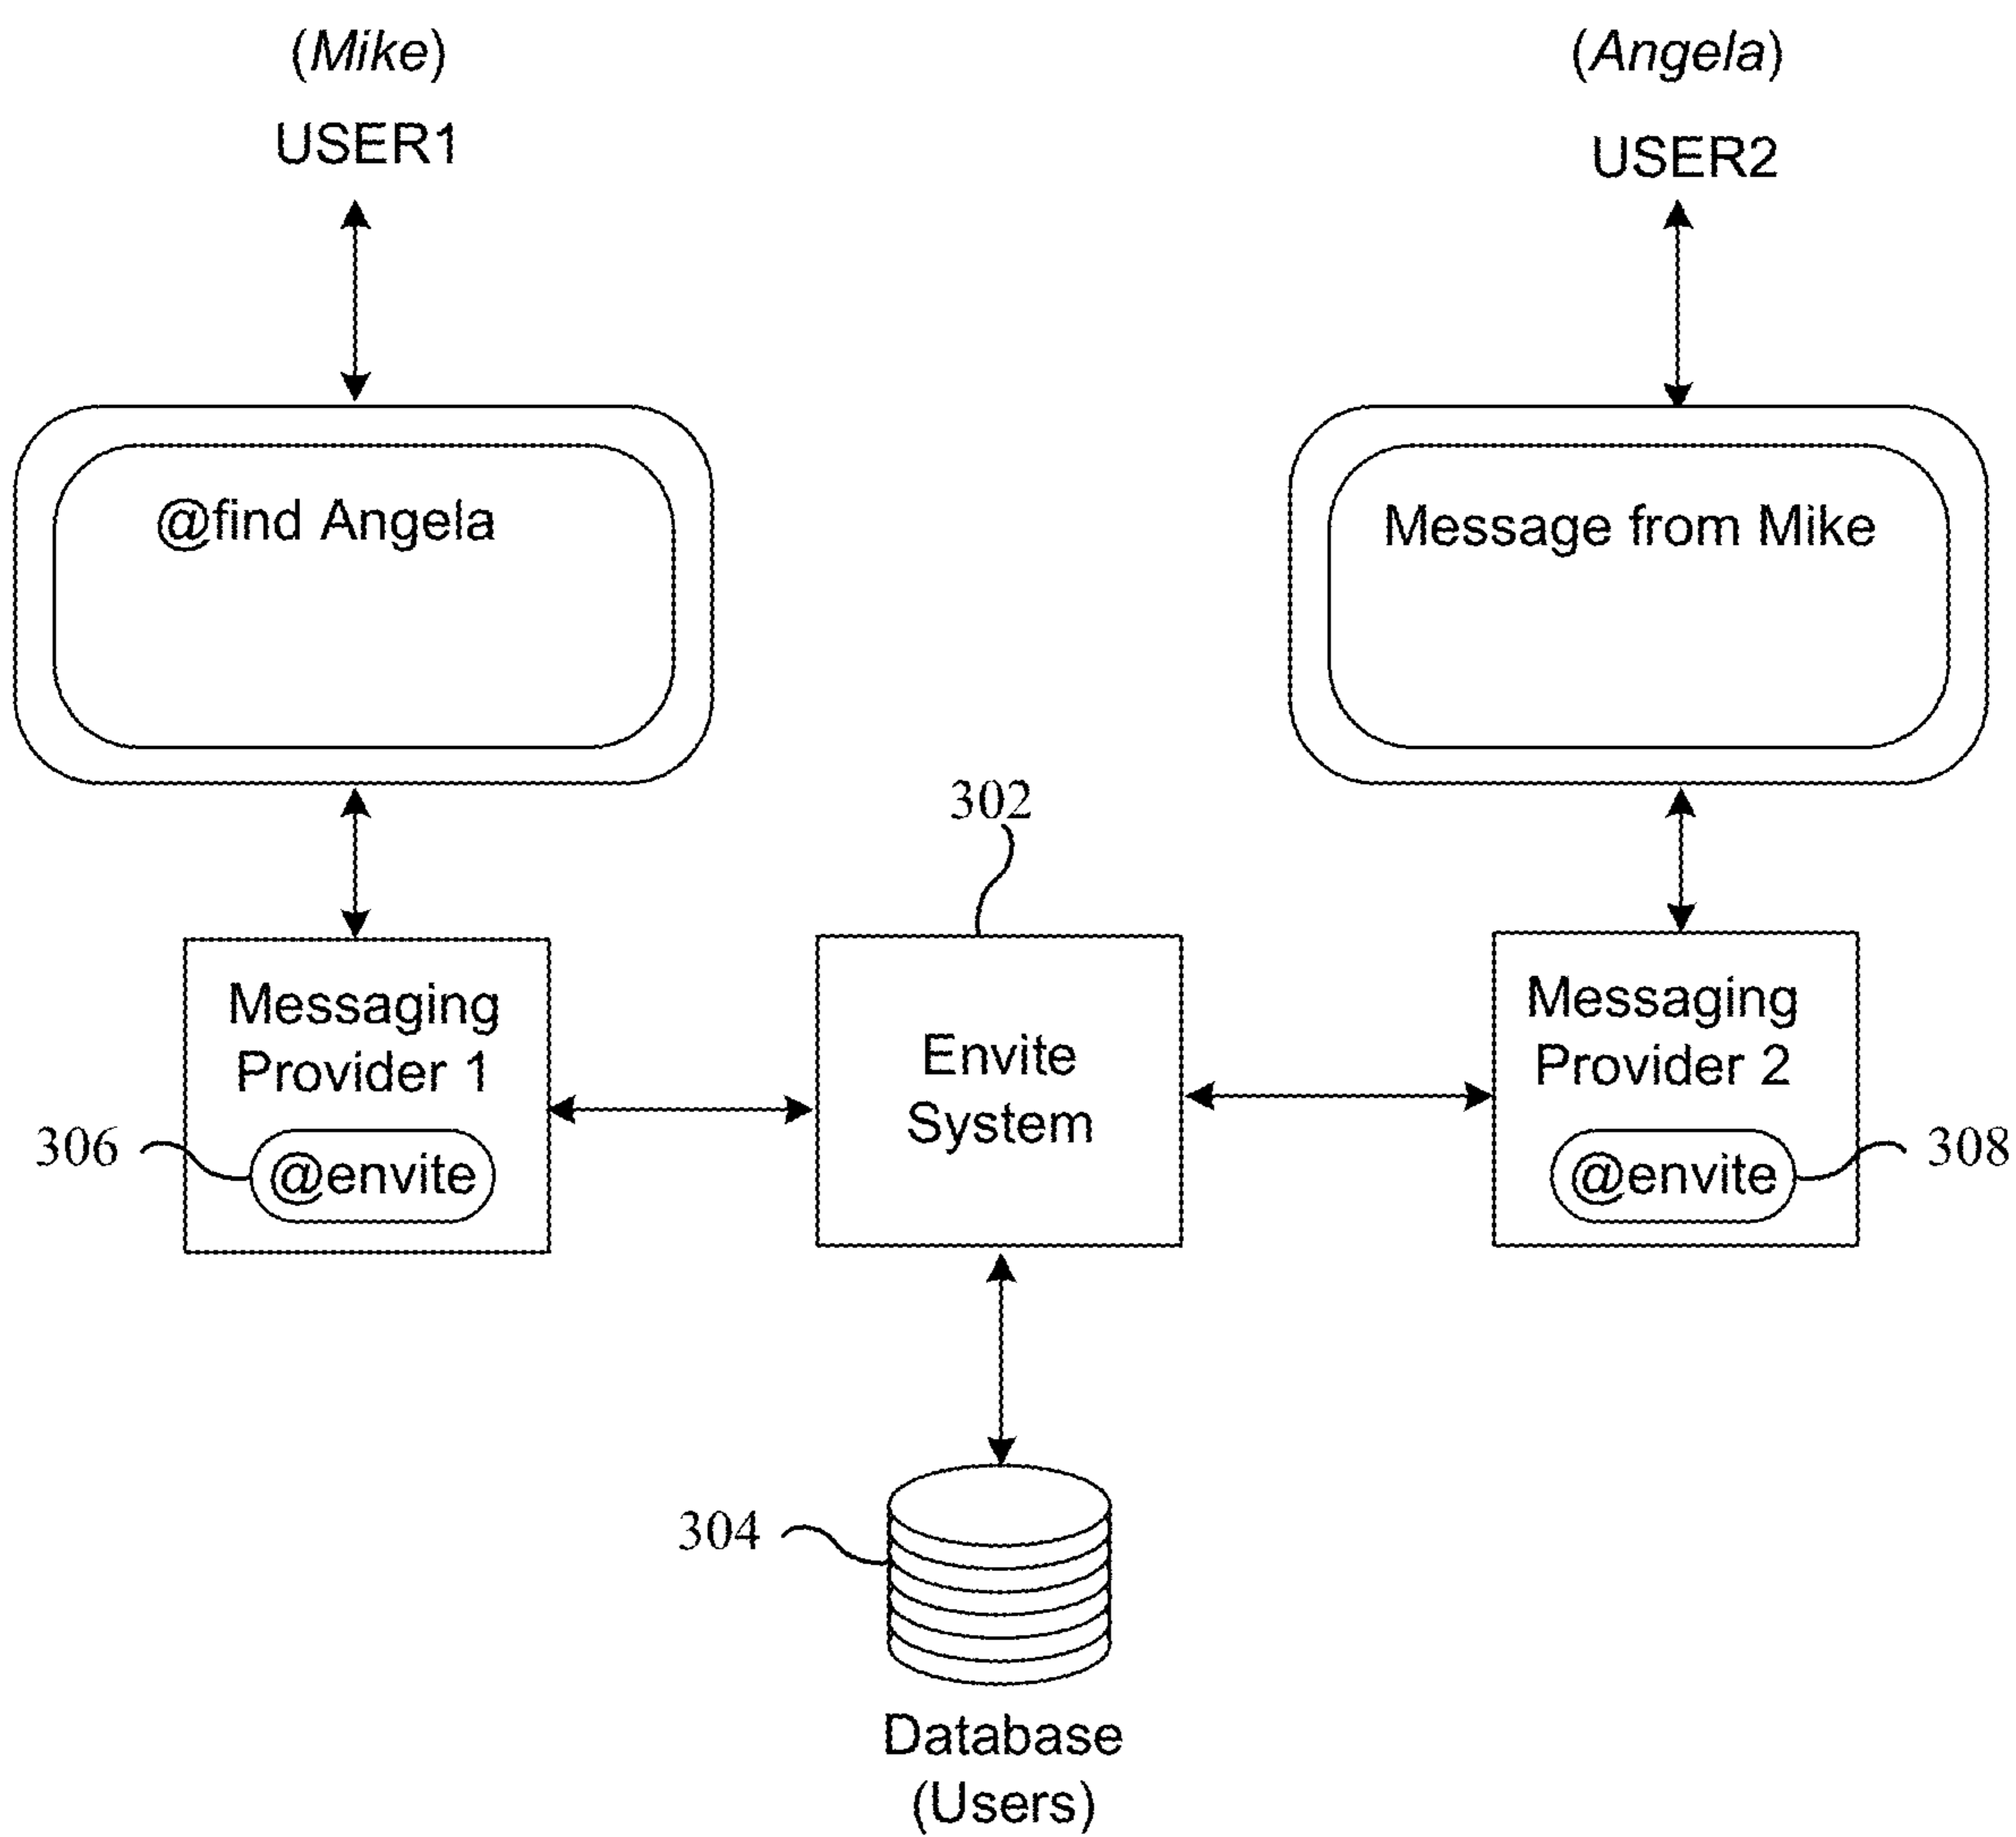 (Mike)
USER1
(Angela)
USER2
@find Angela
Message from Mike
302
Messaging
Provider 1
306
@envite
Envite
System
Messaging
Provider 2
@envite
308
304
Database
(Users)